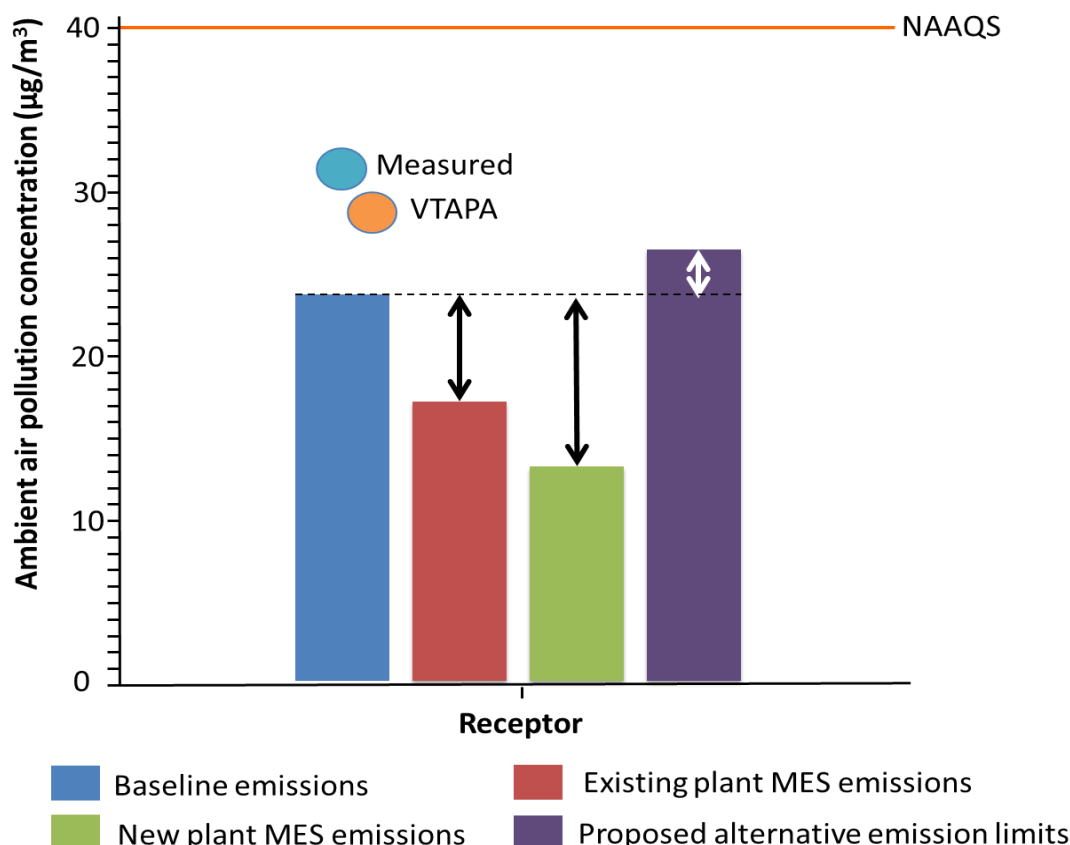 Ambient air pollution concentration (µg/m³)
40
NAAQS
Measured
30
VTAPA
20
10
0
Receptor
Baseline emissions
Existing plant MES emissions
New plant MES emissions
Proposed alternative emission limits